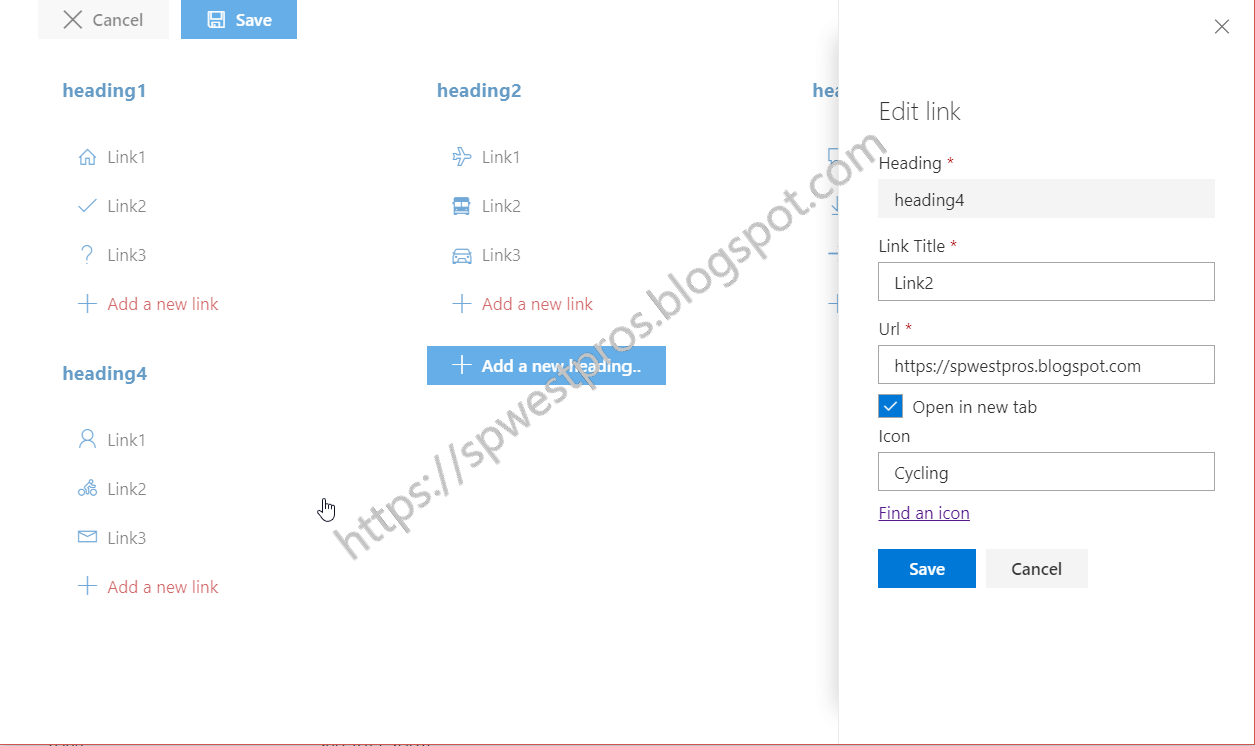 Cancel
Save
heading1
heading2
Link1
Link1
Link2
Link2
Link3
Link3
Add a new link
Add a new link
heading4
Add a new heading..
Link1
Link2
Link3
Add a new link
https://spwestpros.blogspot.com
Edit link
Heading *
heading4
Link Title *
Link2
Url *
https://spwestpros.blogspot.com
Open in new tab
Icon
Cycling
Find an icon
Save
Cancel